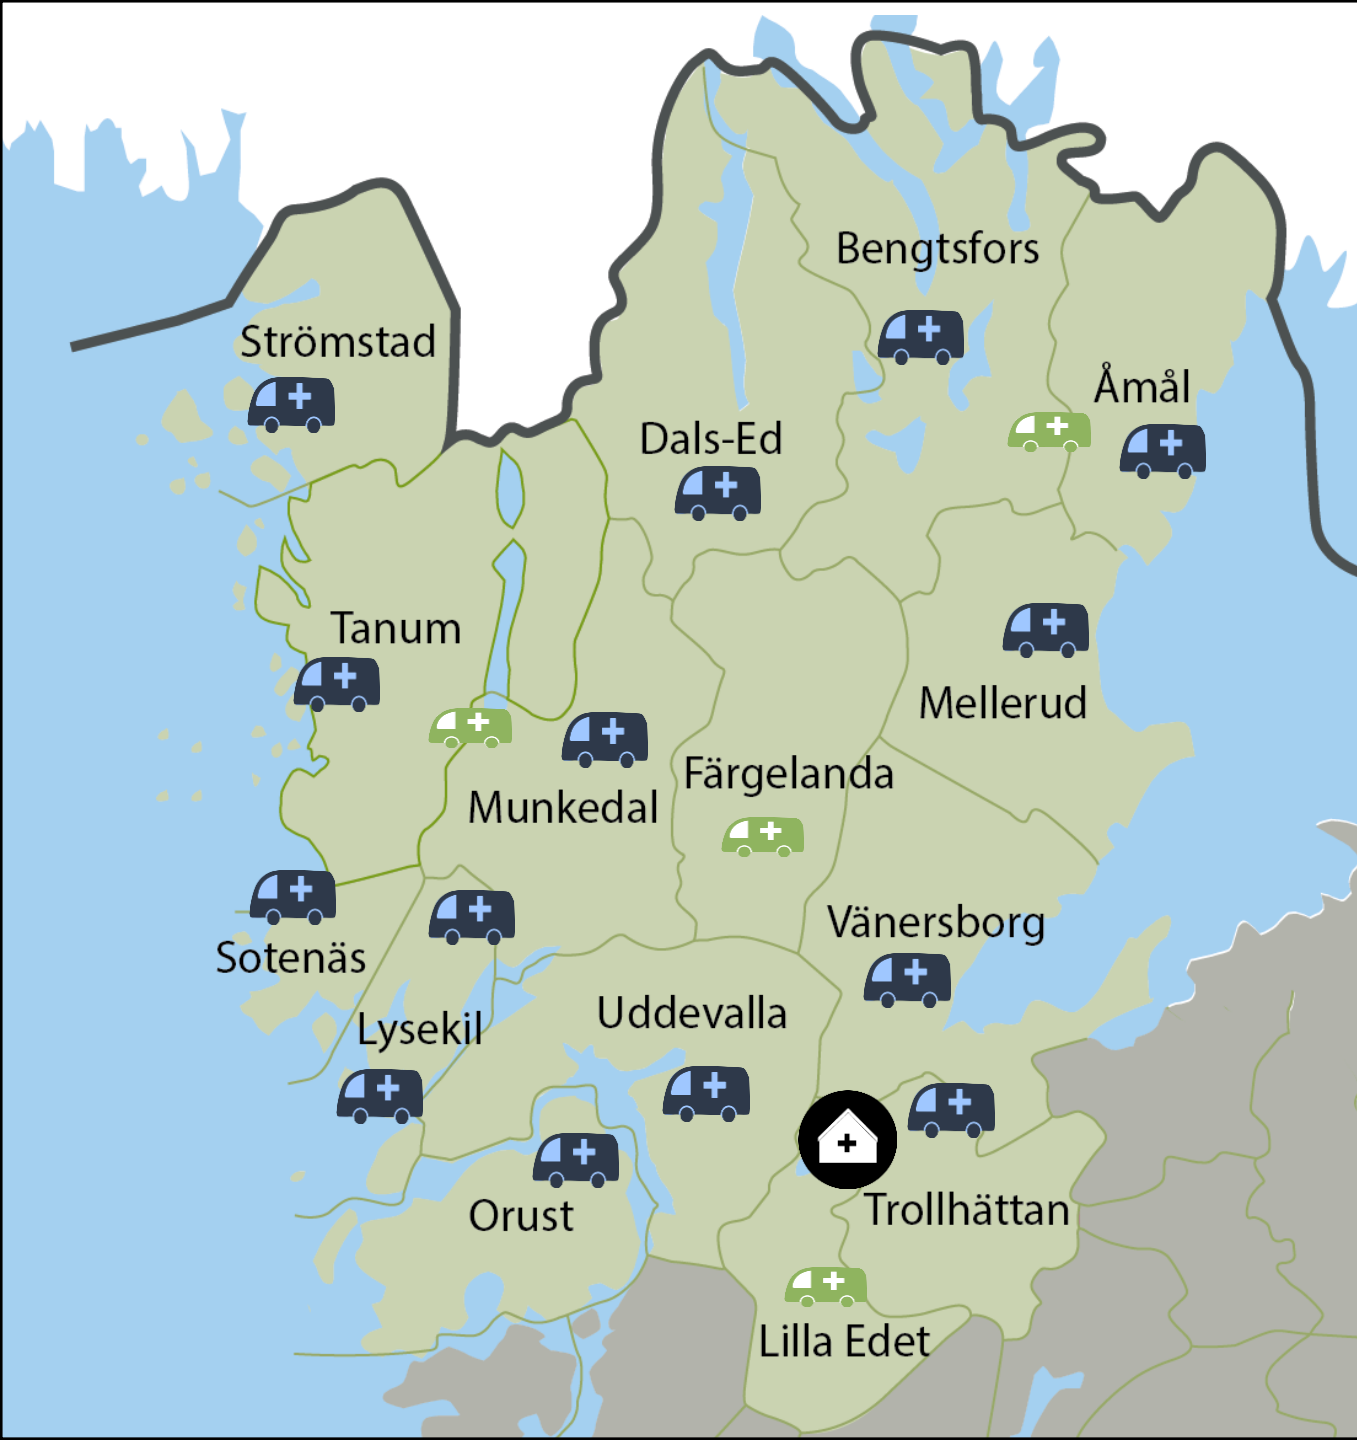 Bengtsfors
Strömstad
Åmål
Dals-Ed
Tanum
Mellerud
Färgelanda
Munkedal
Vänersborg
Sotenäs
Uddevalla
Lysekil
Trollhättan
Orust
Lilla Edet